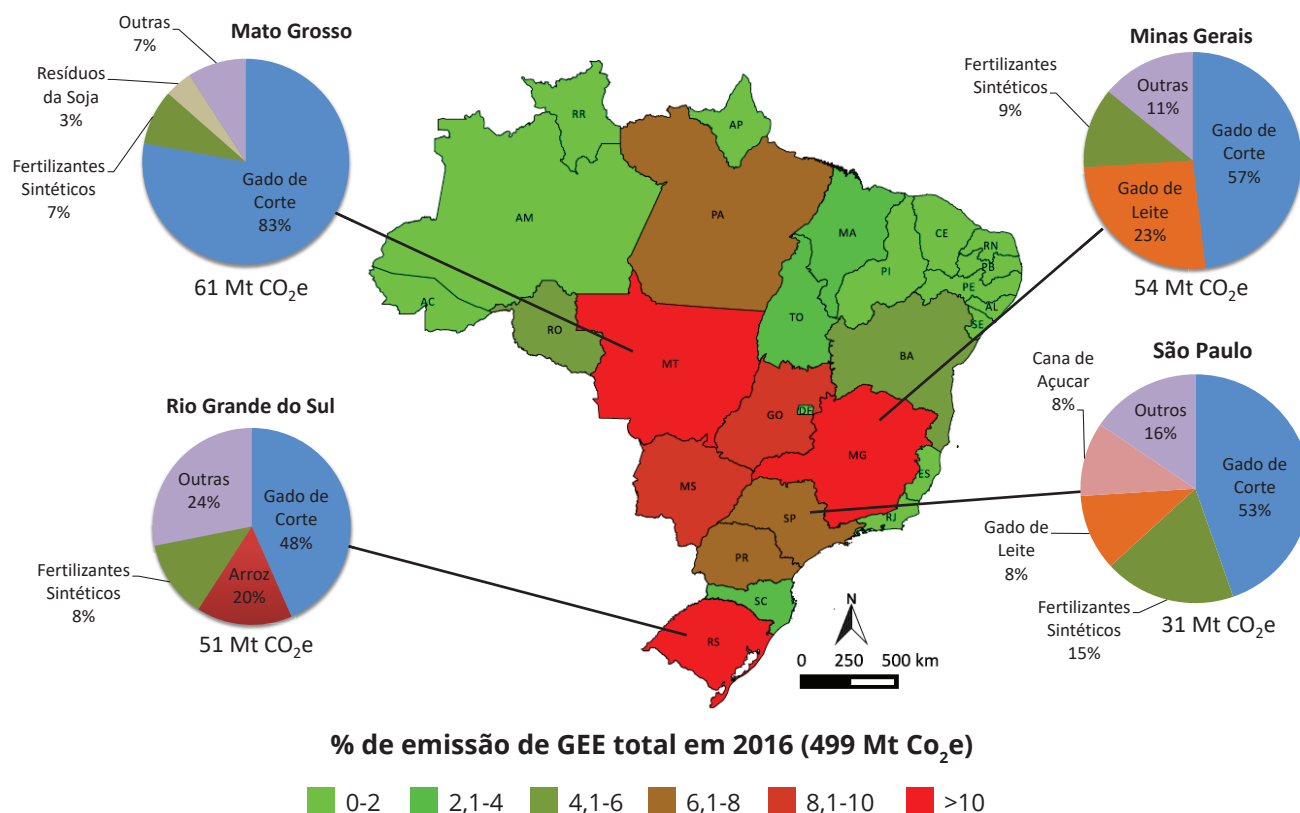 Mato Grosso
Outras
7%
Resíduos
da Soja
3%
Fertilizantes
Sintéticos
7%
Gado de
Corte
83%
61 Mt CO₂e
Minas Gerais
Fertilizantes
Sintéticos
9%
Outras
11%
Gado de
Corte
57%
Gado de
Leite
23%
54 Mt CO₂e
RR
AP
AM
PA
MA
CE
RN
PB
PI
PE
AL
SE
AC
TO
RO
BA
MT
GO
DF
MG
ES
MS
SP
RJ
PR
SC
RS
Rio Grande do Sul
Outras
24%
Gado de
Corte
48%
Fertilizantes
Sintéticos
8%
Arroz
20%
51 Mt CO₂e
São Paulo
Cana de
Açucar
8%
Outros
16%
Gado de
Corte
53%
Gado de
Leite
8%
Fertilizantes
Sintéticos
15%
31 Mt CO₂e
N
0 250 500 km
% de emissão de GEE total em 2016 (499 Mt Co₂e)
0-2 2,1-4 4,1-6 6,1-8 8,1-10 >10